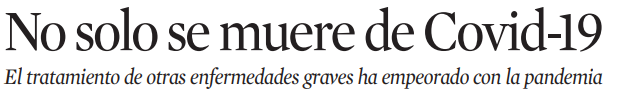 No solo se muere de Covid-19
El tratamiento de otras enfermedades graves ha empeorado con la pandemia